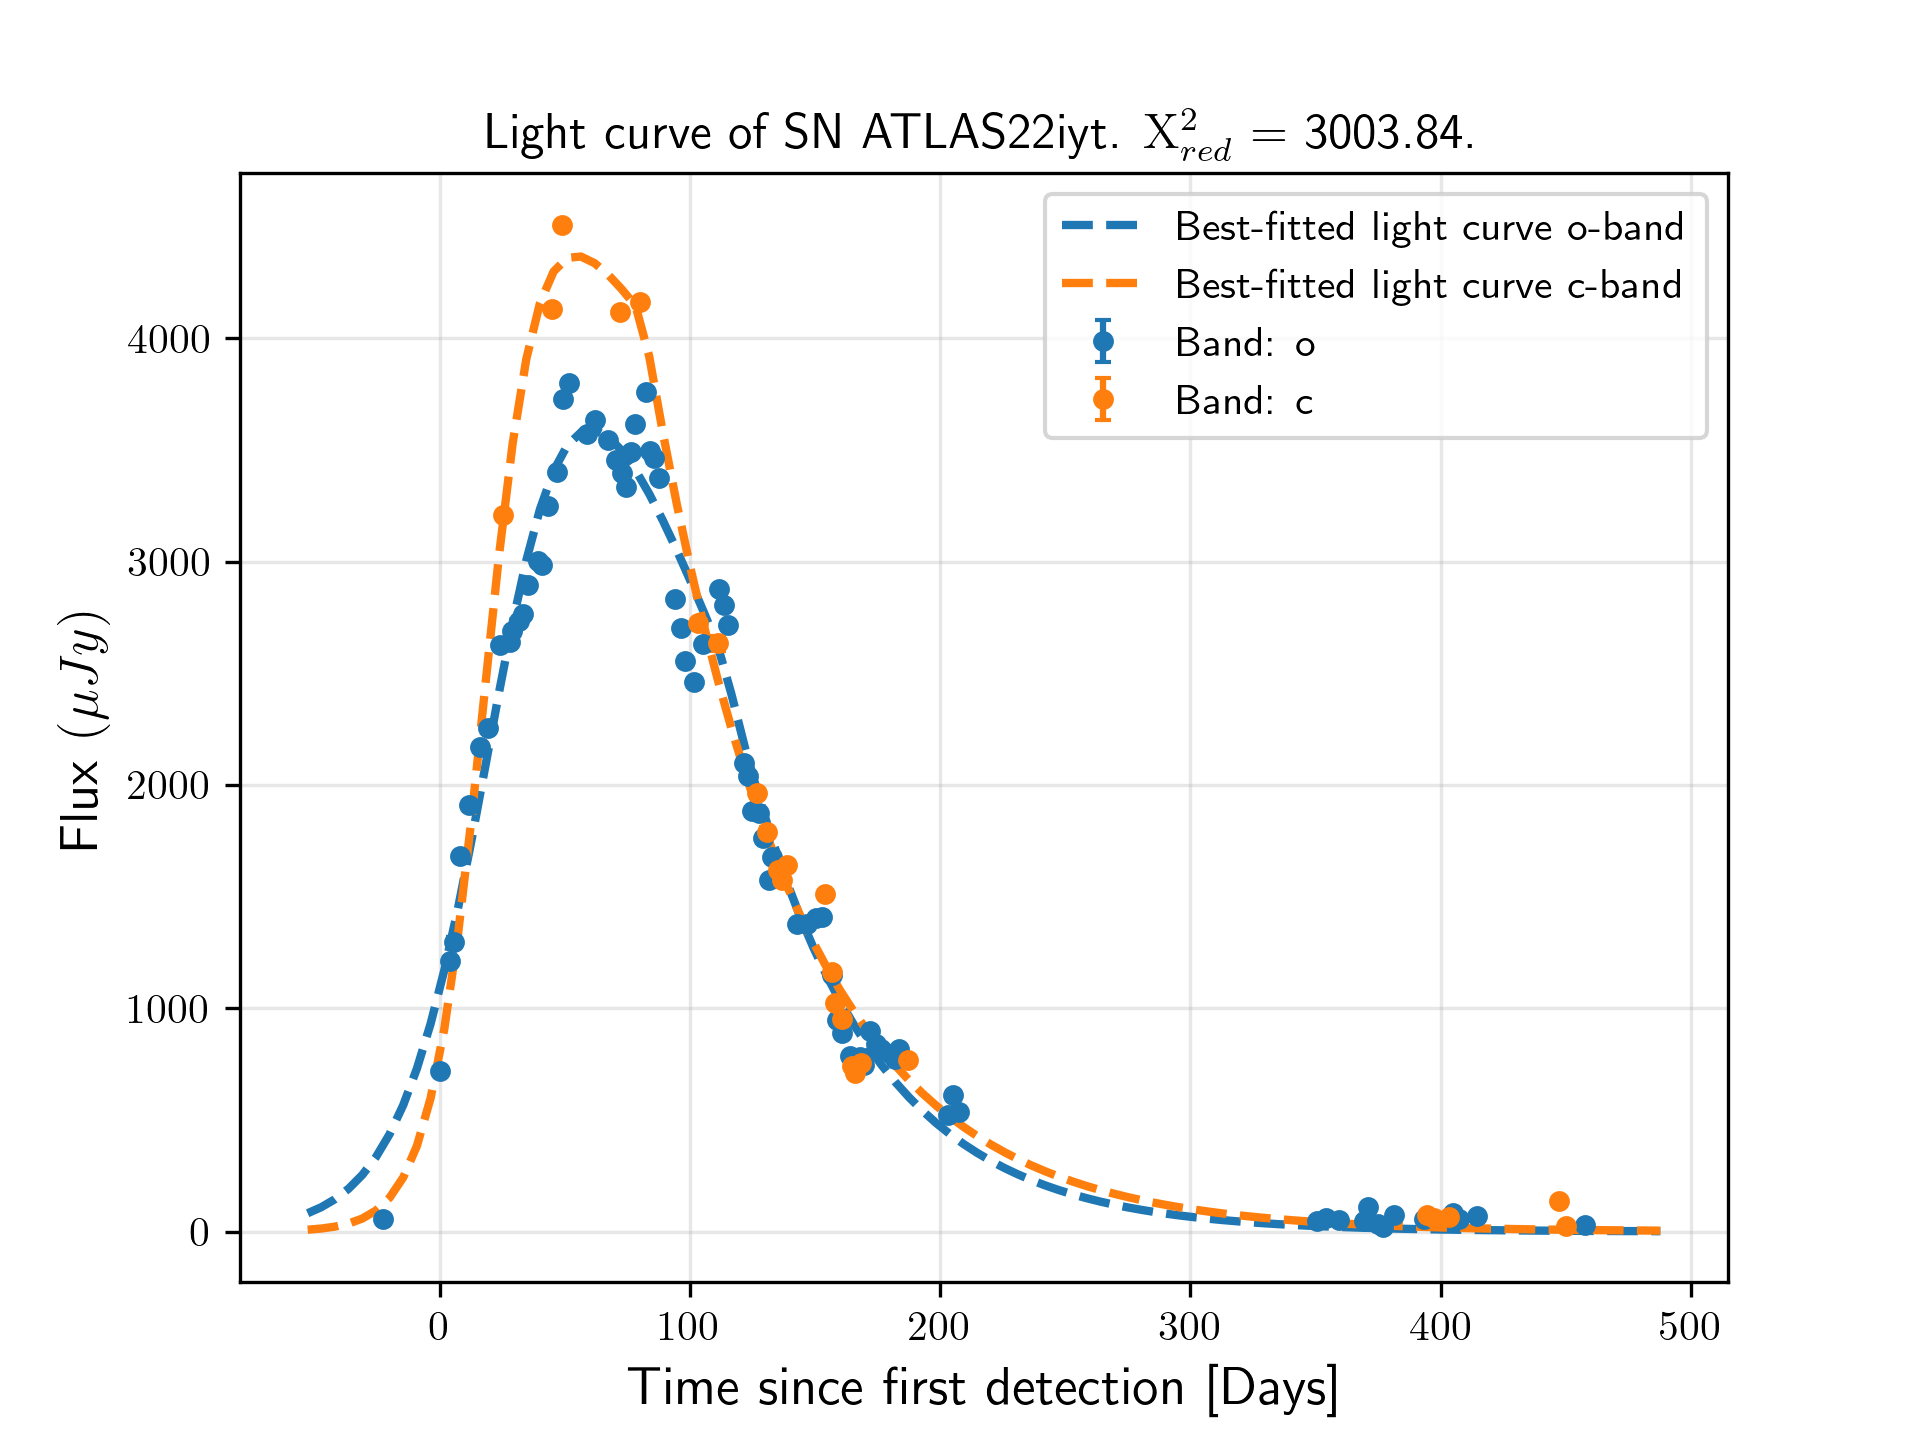 Light curve of SN ATLAS22iyt. X²_red = 3003.84.
Best-fitted light curve o-band
Best-fitted light curve c-band
Band: o
Band: c
Flux (μJy)
4000
3000
2000
1000
0
0 100 200 300 400 500
Time since first detection [Days]